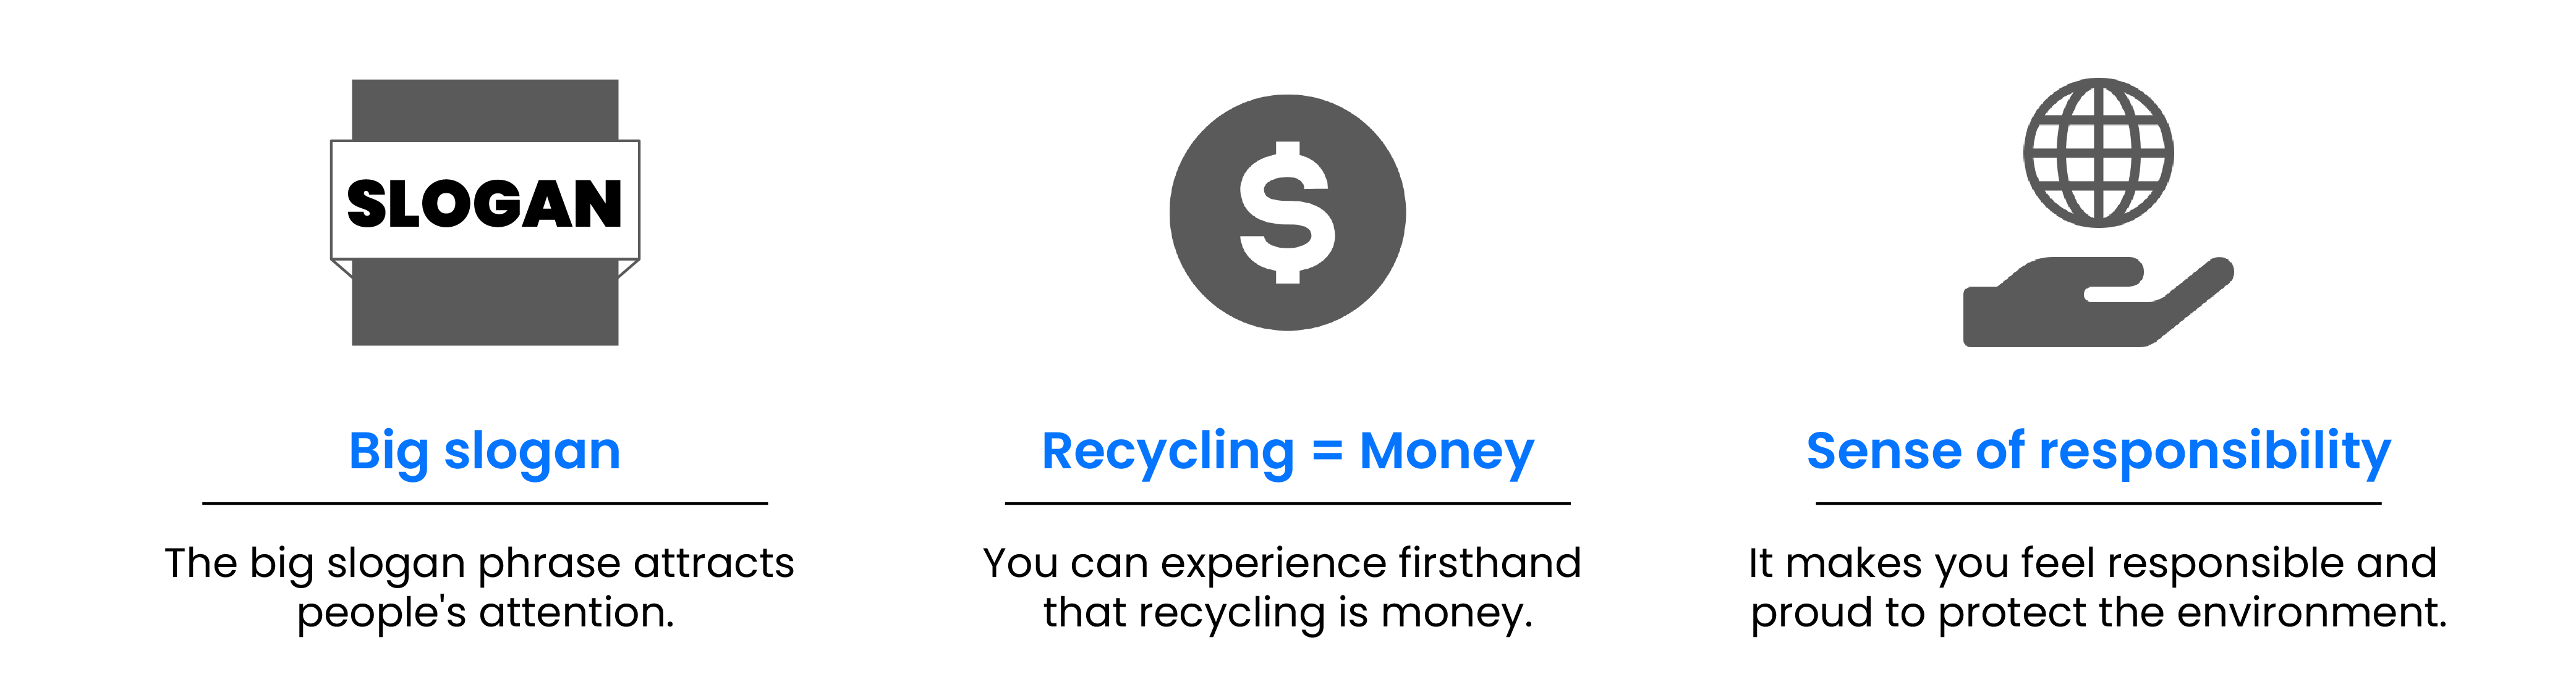 SLOGAN
$
Big slogan
The big slogan phrase attracts
people's attention.
Recycling = Money
You can experience firsthand
that recycling is money.
Sense of responsibility
It makes you feel responsible and
proud to protect the environment.